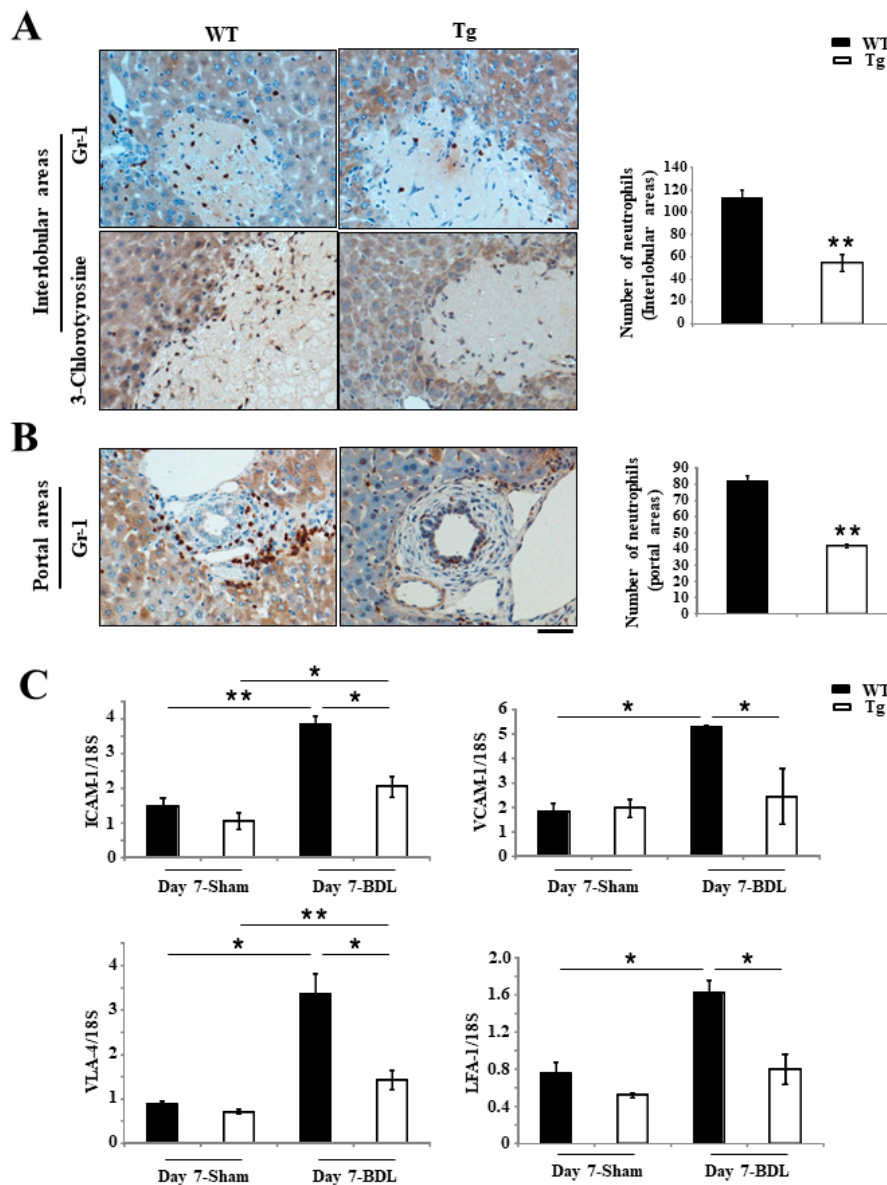 A
WT
Tg
WT
Tg
Interlobular areas
Gr-1
3-Chlorotyrosine
Number of neutrophils
(Interlobular areas)
140
120
100
80
60
40
20
0
**
B
Portal areas
Gr-1
Number of neutrophils
(portal areas)
90
80
70
60
50
40
30
20
10
0
**
C
WT
Tg
ICAM-1/18S
4
3
2
1
0
*
**
*
Day 7-Sham
Day 7-BDL
VCAM-1/18S
6
5
4
3
2
1
0
*
*
Day 7-Sham
Day 7-BDL
VLA-4/18S
4
3
2
1
0
**
*
*
Day 7-Sham
Day 7-BDL
LFA-1/18S
2.0
1.6
1.2
0.8
0.4
0
*
*
Day 7-Sham
Day 7-BDL